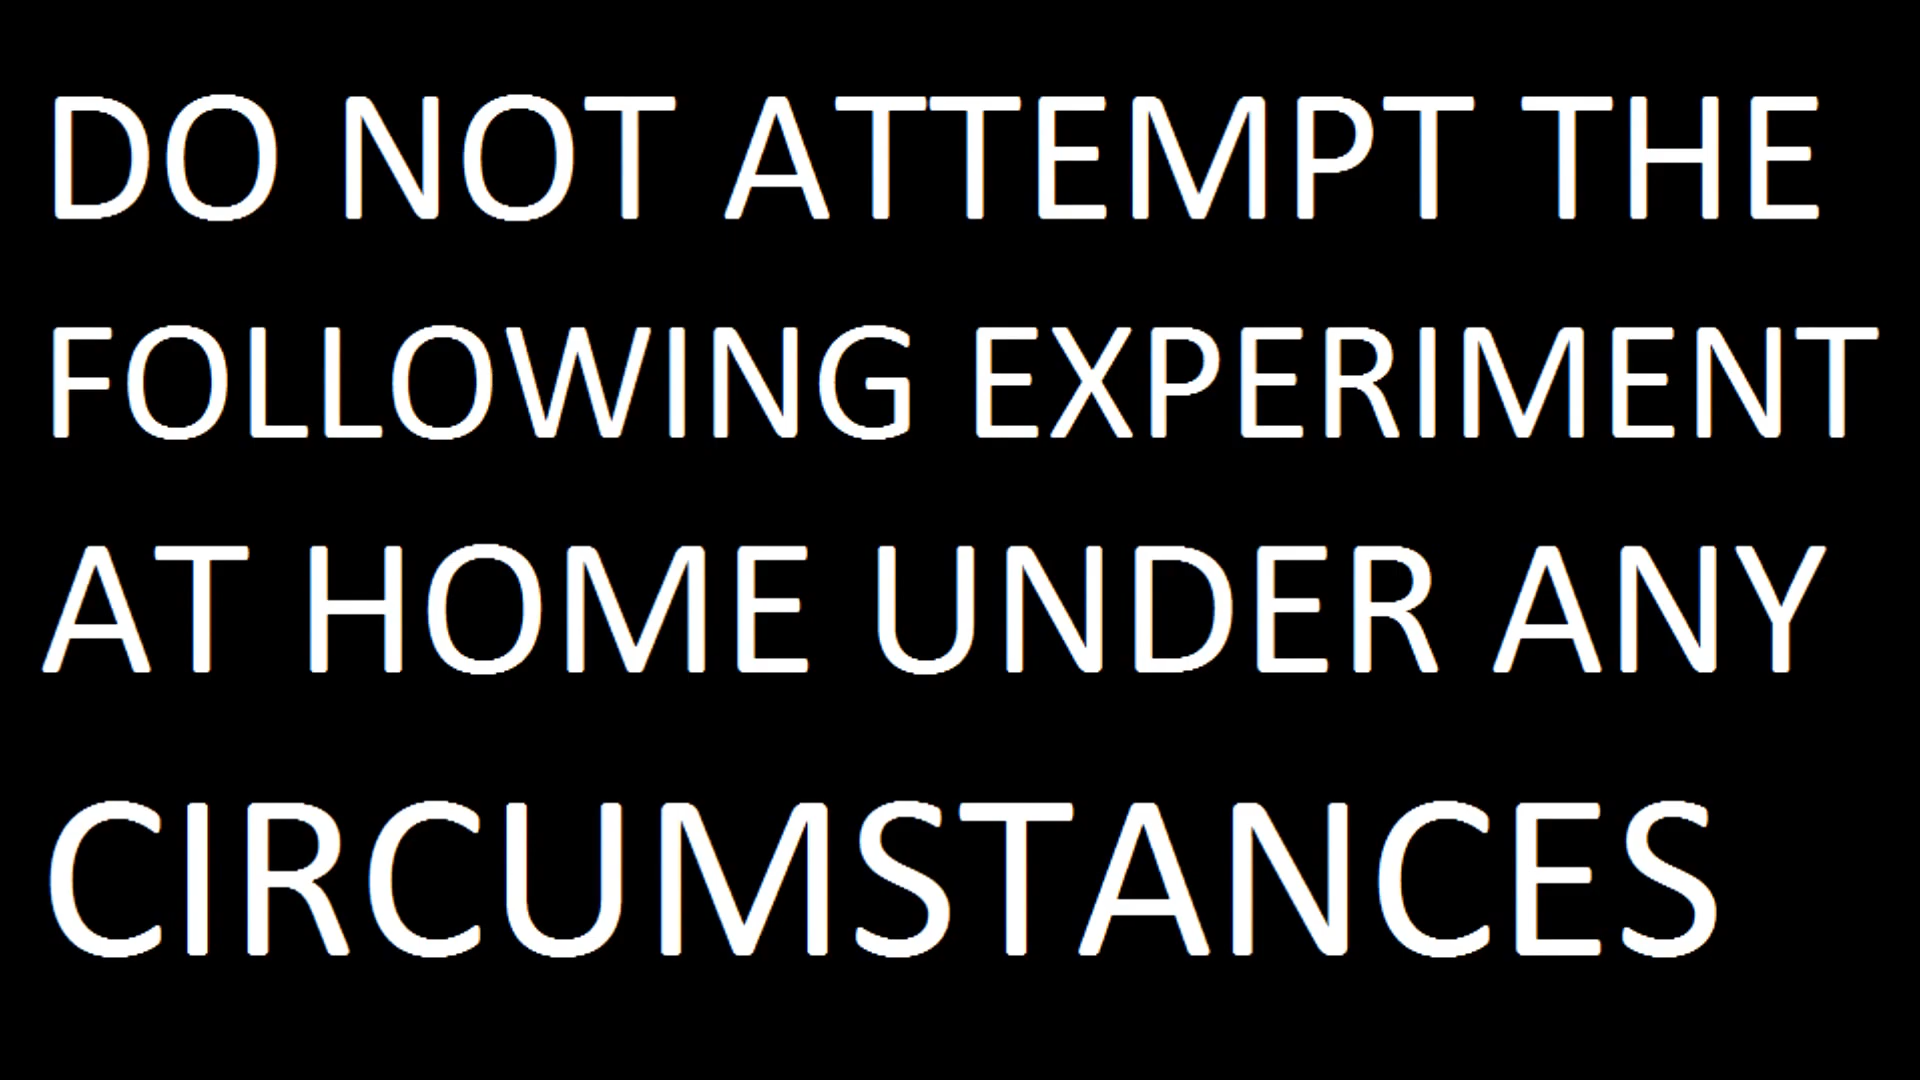 DO NOT ATTEMPT THE
FOLLOWING EXPERIMENT
AT HOME UNDER ANY
CIRCUMSTANCES